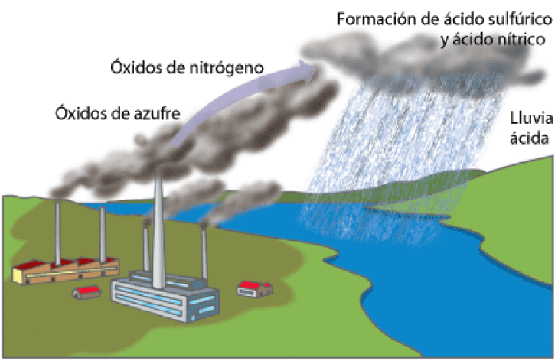 Formación de ácido sulfúrico
y ácido nítrico
Óxidos de nitrógeno
Óxidos de azufre
Lluvia
ácida